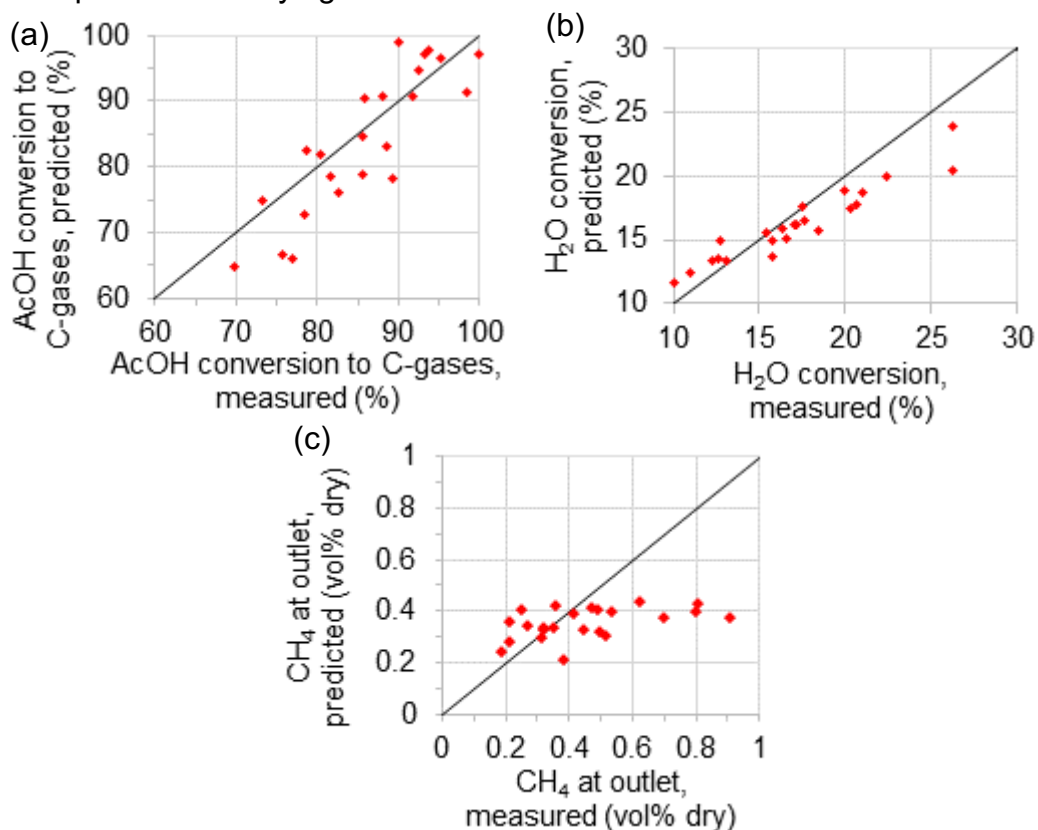 (a)
AcOH conversion to
C-gases, predicted (%)
100
90
80
70
60
60 70 80 90 100
AcOH conversion to C-gases,
measured (%)
(b)
H₂O conversion,
predicted (%)
30
25
20
15
10
10 15 20 25 30
H₂O conversion,
measured (%)
(c)
CH₄ at outlet,
predicted (vol% dry)
1
0.8
0.6
0.4
0.2
0
0 0.2 0.4 0.6 0.8 1
CH₄ at outlet,
measured (vol% dry)